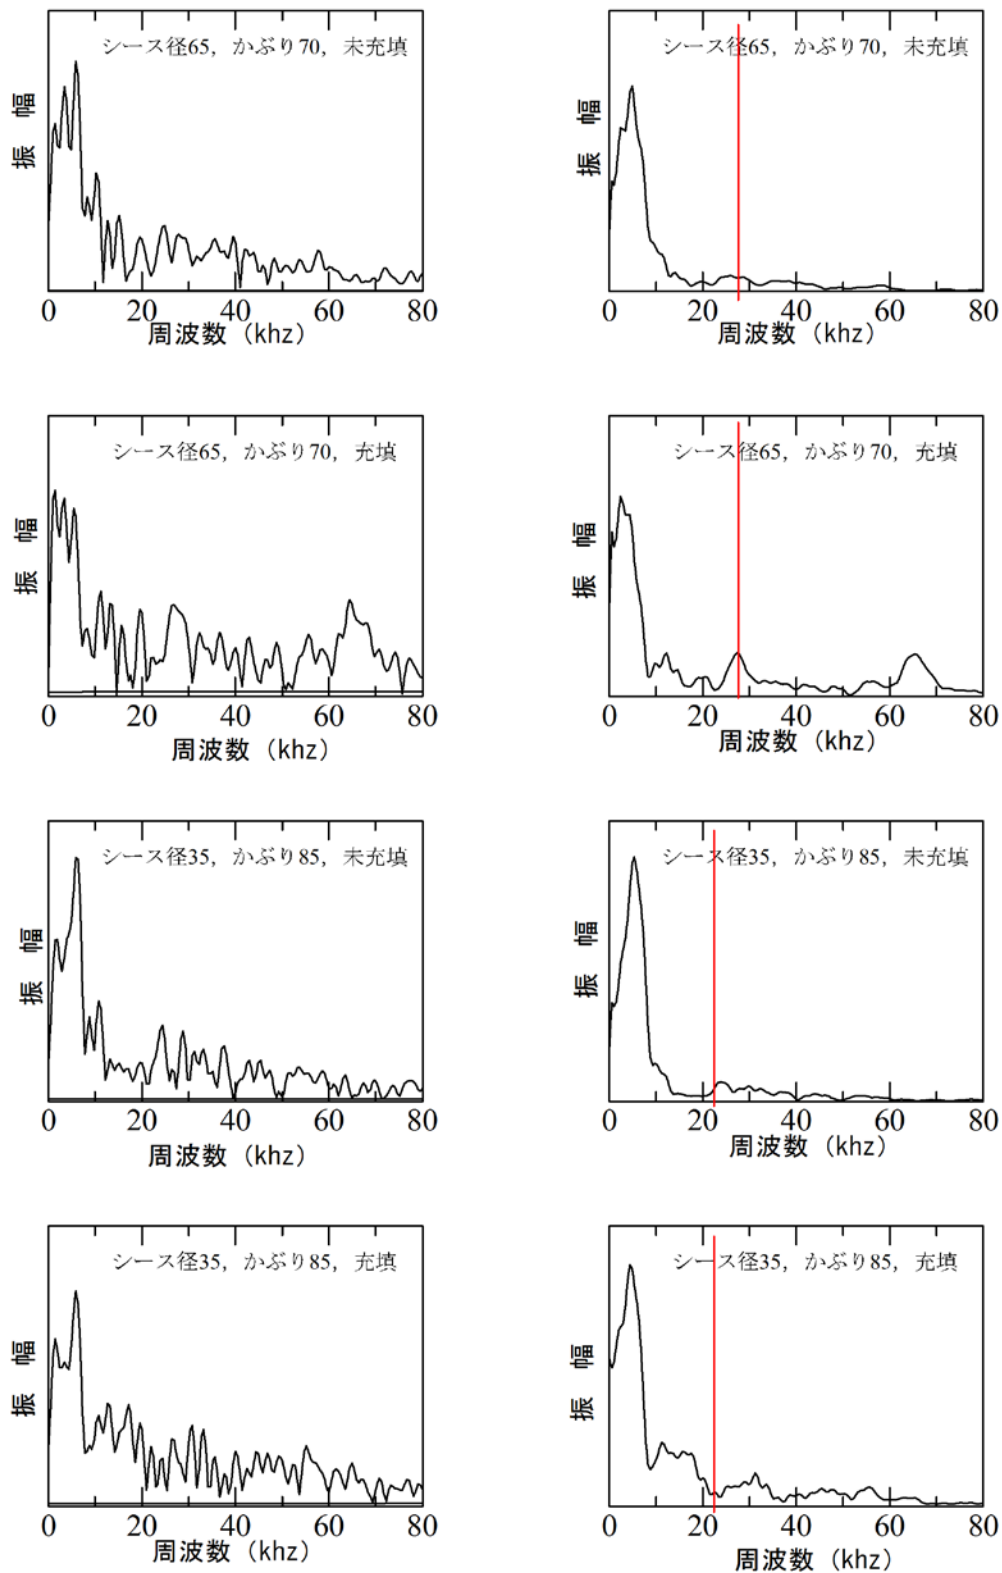 シース径65，かぶり70，未充填
振　幅
0 20 40 60 80
周波数（khz）
シース径65，かぶり70，未充填
振　幅
0 20 40 60 80
周波数（khz）
シース径65，かぶり70，充填
振　幅
0 20 40 60 80
周波数（khz）
シース径65，かぶり70，充填
振　幅
0 20 40 60 80
周波数（khz）
シース径35，かぶり85，未充填
振　幅
0 20 40 60 80
周波数（khz）
シース径35，かぶり85，未充填
振　幅
0 20 40 60 80
周波数（khz）
シース径35，かぶり85，充填
振　幅
0 20 40 60 80
周波数（khz）
シース径35，かぶり85，充填
振　幅
0 20 40 60 80
周波数（khz）